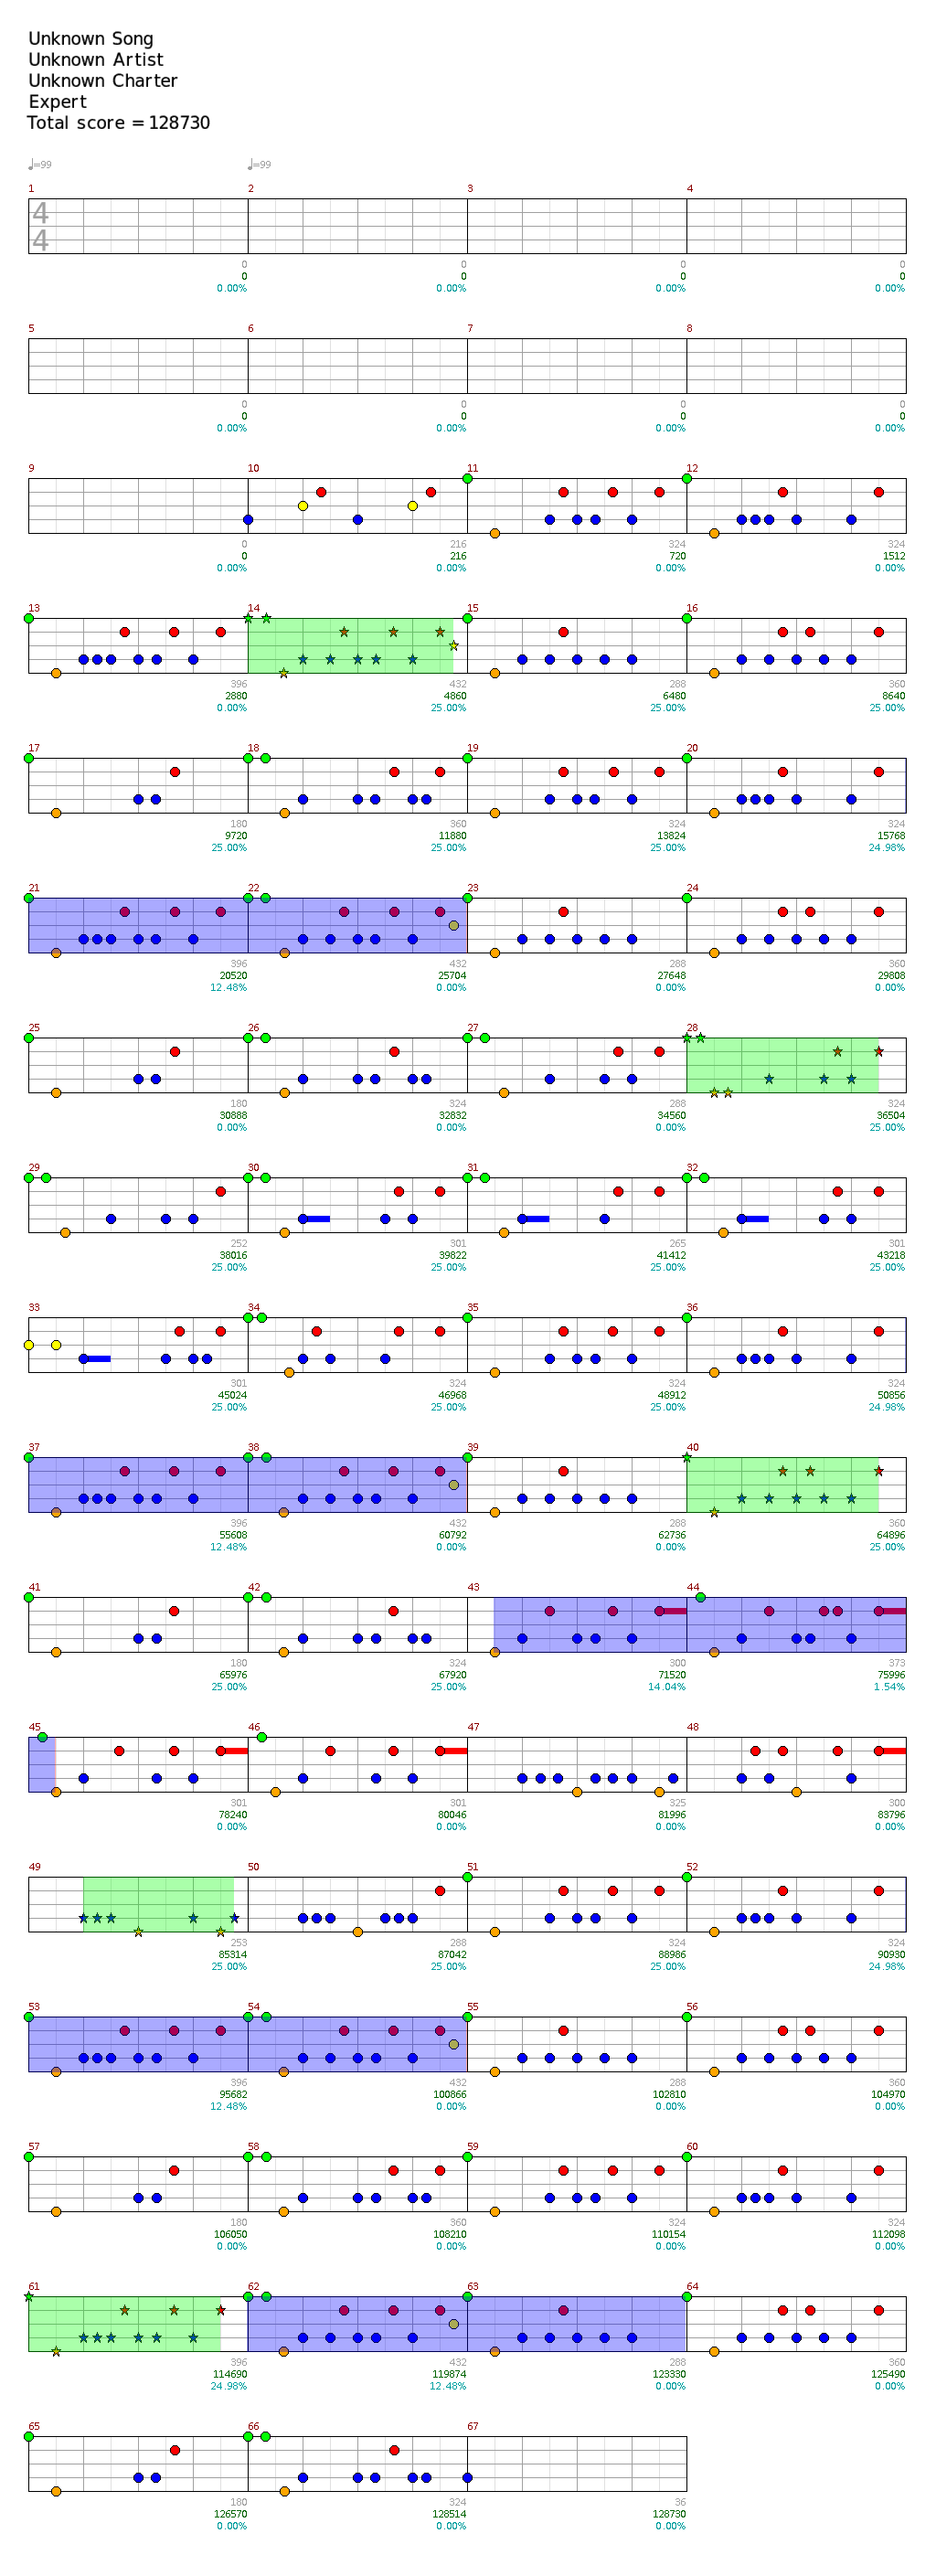 Unknown Song
Unknown Artist
Unknown Charter
Expert
Total score = 128730
♩=99 ♩=99
1 2 3 4
4
4
0 0 0 0
0 0 0 0
0.00% 0.00% 0.00% 0.00%
5 6 7 8
0 0 0 0
0 0 0 0
0.00% 0.00% 0.00% 0.00%
9 10 11 12
0 216 324 324
0 216 720 1512
0.00% 0.00% 0.00% 0.00%
13 14 15 16
396 432 288 360
2880 4860 6480 8640
0.00% 25.00% 25.00% 25.00%
17 18 19 20
180 360 324 324
9720 11880 13824 15768
25.00% 25.00% 25.00% 24.98%
21 22 23 24
396 432 288 360
20520 25704 27648 29808
12.48% 0.00% 0.00% 0.00%
25 26 27 28
180 324 288 324
30888 32832 34560 36504
0.00% 0.00% 0.00% 25.00%
29 30 31 32
252 301 265 301
38016 39822 41412 43218
25.00% 25.00% 25.00% 25.00%
33 34 35 36
301 324 324 324
45024 46968 48912 50856
25.00% 25.00% 25.00% 24.98%
37 38 39 40
396 432 288 360
55608 60792 62736 64896
12.48% 0.00% 0.00% 25.00%
41 42 43 44
180 324 300 373
65976 67920 71520 75996
25.00% 25.00% 14.04% 1.54%
45 46 47 48
301 301 325 300
78240 80046 81996 83796
0.00% 0.00% 0.00% 0.00%
49 50 51 52
253 288 324 324
85314 87042 88986 90930
25.00% 25.00% 25.00% 24.98%
53 54 55 56
396 432 288 360
95682 100866 102810 104970
12.48% 0.00% 0.00% 0.00%
57 58 59 60
180 360 324 324
106050 108210 110154 112098
0.00% 0.00% 0.00% 0.00%
61 62 63 64
396 432 288 360
114690 119874 123330 125490
24.98% 12.48% 0.00% 0.00%
65 66 67
180 324 36
126570 128514 128730
0.00% 0.00% 0.00%